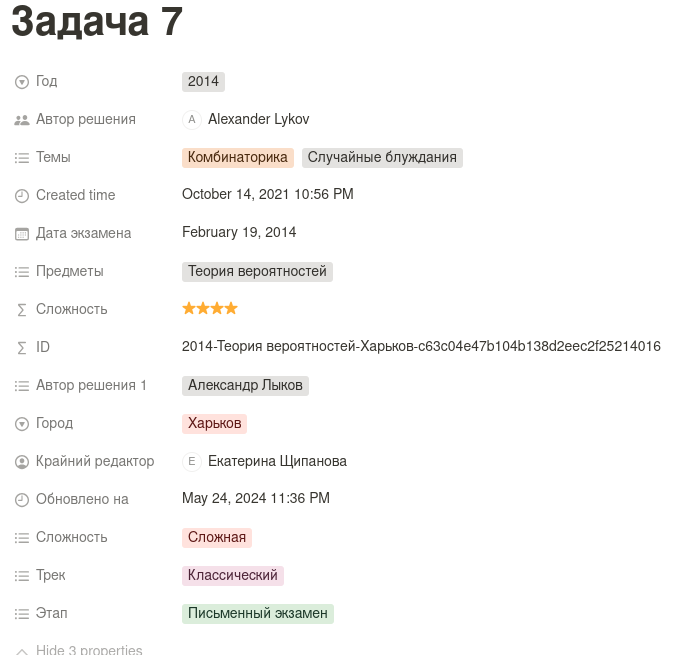 Задача 7
Год 2014
Автор решения A Alexander Lykov
Темы Комбинаторика Случайные блуждания
Created time October 14, 2021 10:56 PM
Дата экзамена February 19, 2014
Предметы Теория вероятностей
Сложность ★★★★
ID 2014-Теория вероятностей-Харьков-c63c04e47b104b138d2eec2f25214016
Автор решения 1 Александр Лыков
Город Харьков
Крайний редактор E Екатерина Щипанова
Обновлено на May 24, 2024 11:36 PM
Сложность Сложная
Трек Классический
Этап Письменный экзамен
Hide 3 properties